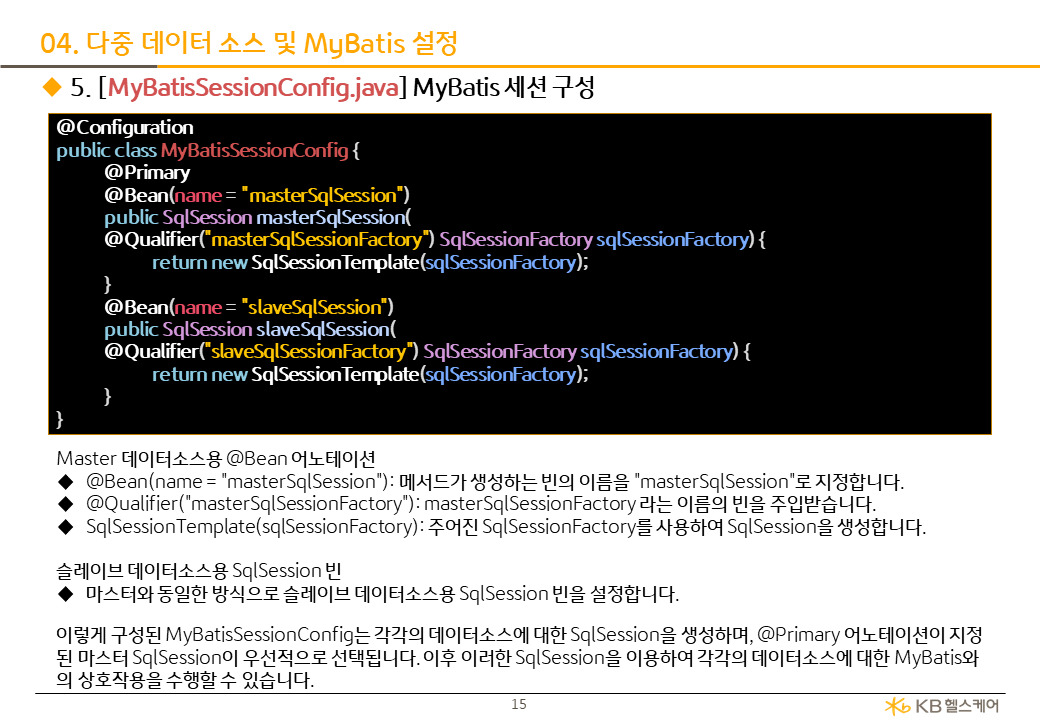 04. 다중 데이터 소스 및 MyBatis 설정
◆ 5. [MyBatisSessionConfig.java] MyBatis 세션 구성
@Configuration
public class MyBatisSessionConfig {
@Primary
@Bean(name = "masterSqlSession")
public SqlSession masterSqlSession(
@Qualifier("masterSqlSessionFactory") SqlSessionFactory sqlSessionFactory) {
return new SqlSessionTemplate(sqlSessionFactory);
}
@Bean(name = "slaveSqlSession")
public SqlSession slaveSqlSession(
@Qualifier("slaveSqlSessionFactory") SqlSessionFactory sqlSessionFactory) {
return new SqlSessionTemplate(sqlSessionFactory);
}
}
Master 데이터소스용 @Bean 어노테이션
◆ @Bean(name = "masterSqlSession"): 메서드가 생성하는 빈의 이름을 "masterSqlSession"로 지정합니다.
◆ @Qualifier("masterSqlSessionFactory"): masterSqlSessionFactory 라는 이름의 빈을 주입받습니다.
◆ SqlSessionTemplate(sqlSessionFactory): 주어진 SqlSessionFactory를 사용하여 SqlSession을 생성합니다.
슬레이브 데이터소스용 SqlSession 빈
◆ 마스터와 동일한 방식으로 슬레이브 데이터소스용 SqlSession 빈을 설정합니다.
이렇게 구성된 MyBatisSessionConfig는 각각의 데이터소스에 대한 SqlSession을 생성하며, @Primary 어노테이션이 지정
된 마스터 SqlSession이 우선적으로 선택됩니다. 이후 이러한 SqlSession을 이용하여 각각의 데이터소스에 대한 MyBatis와
의 상호작용을 수행할 수 있습니다.
15
KB 헬스케어